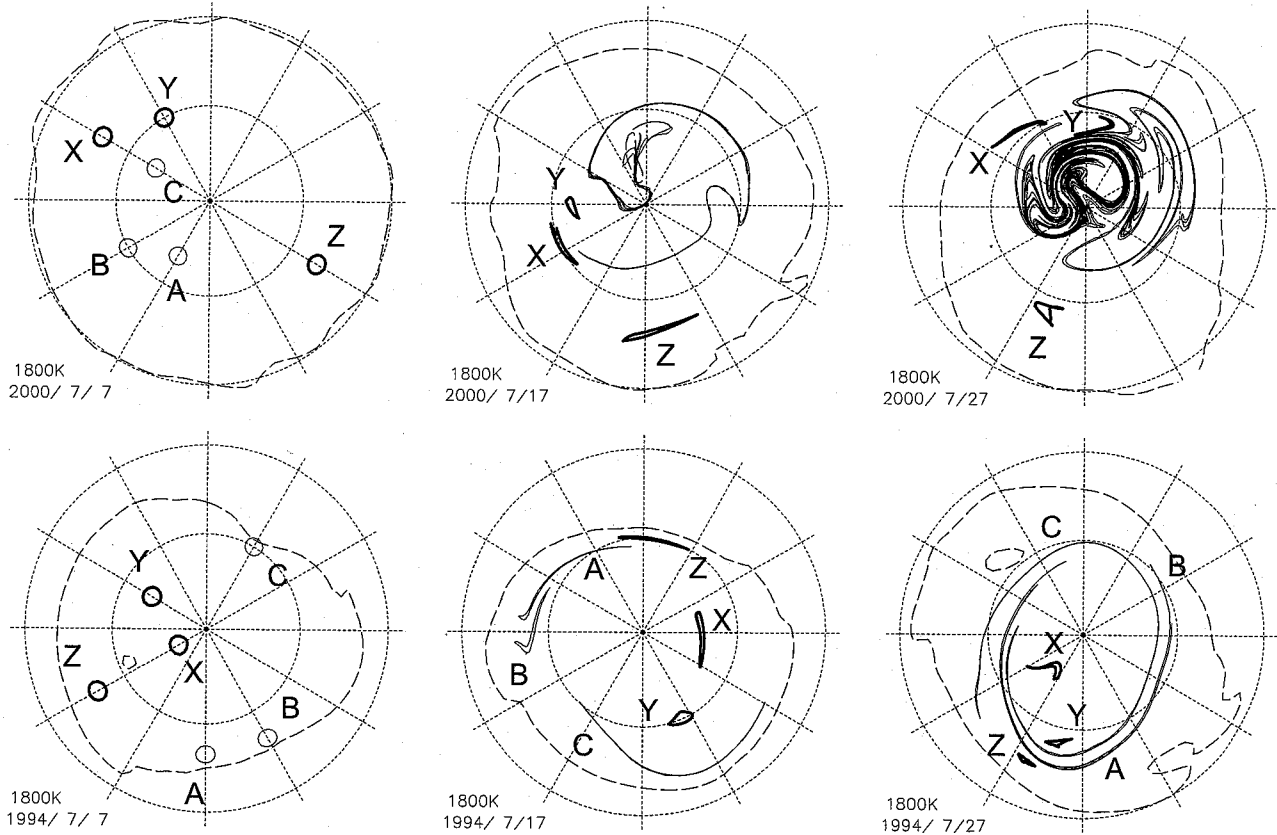 Y
X
C
Z
B
A
1800K
2000/ 7/ 7
Y
X
Z
1800K
2000/ 7/17
Y
X
Z
1800K
2000/ 7/27
Y
C
Z
X
B
A
1800K
1994/ 7/ 7
A
Z
X
B
Y
C
1800K
1994/ 7/17
C
B
X
Y
Z
A
1800K
1994/ 7/27